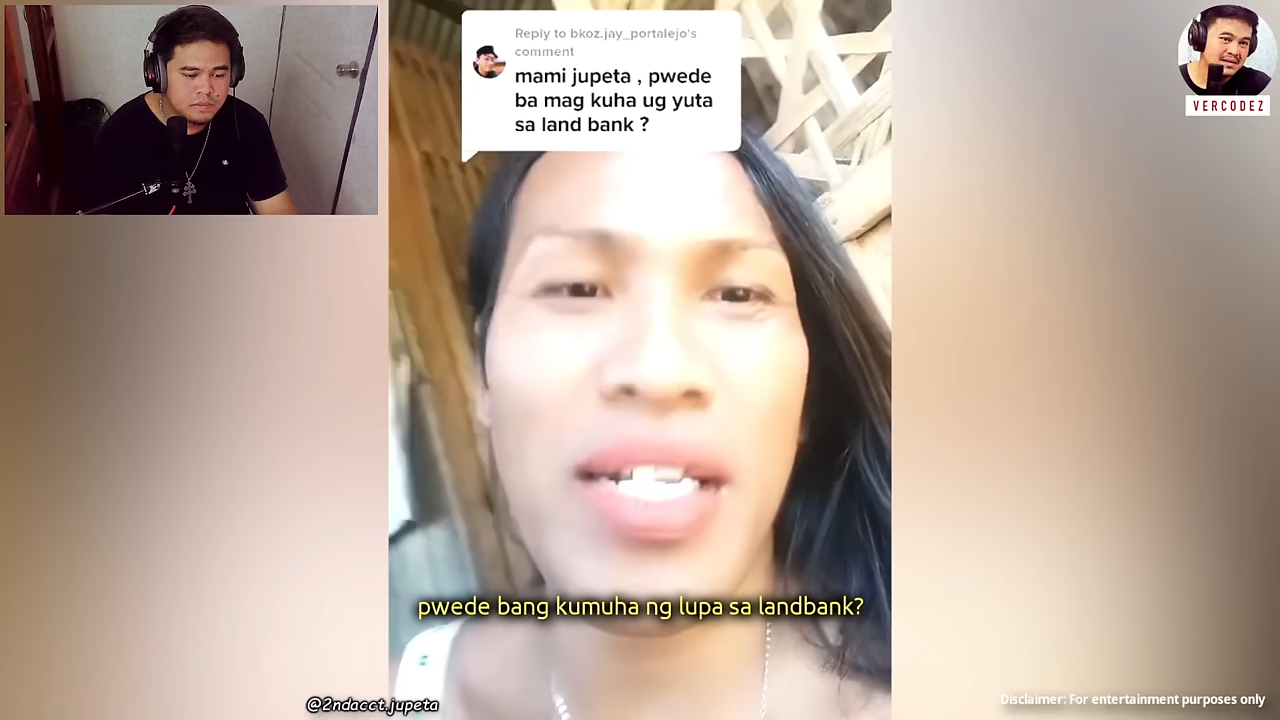 Reply to bkoz.jay_portalejo's
comment
mami jupeta , pwede
ba mag kuha ug yuta
sa land bank ?
VERCODEZ
pwede bang kumuha ng lupa sa landbank?
@2ndacct.jupeta
Disclaimer: For entertainment purposes only